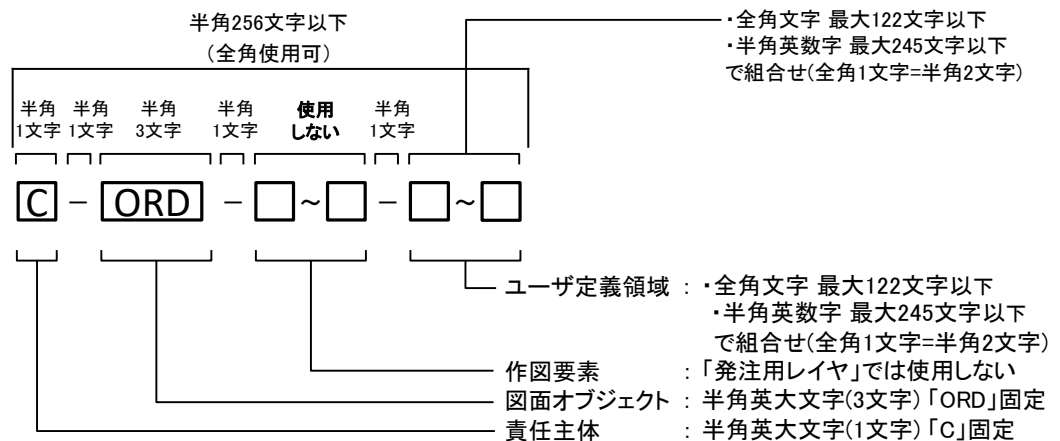 半角256文字以下
(全角使用可)
・全角文字 最大122文字以下
・半角英数字 最大245文字以下
で組合せ(全角1文字=半角2文字)
半角 半角 半角 半角 使用 半角
1文字 1文字 3文字 1文字 しない 1文字
C - ORD - □~□ - □~□
ユーザ定義領域 : ・全角文字 最大122文字以下
・半角英数字 最大245文字以下
で組合せ(全角1文字=半角2文字)
作図要素 : 「発注用レイヤ」では使用しない
図面オブジェクト : 半角英大文字(3文字)「ORD」固定
責任主体 : 半角英大文字(1文字)「C」固定